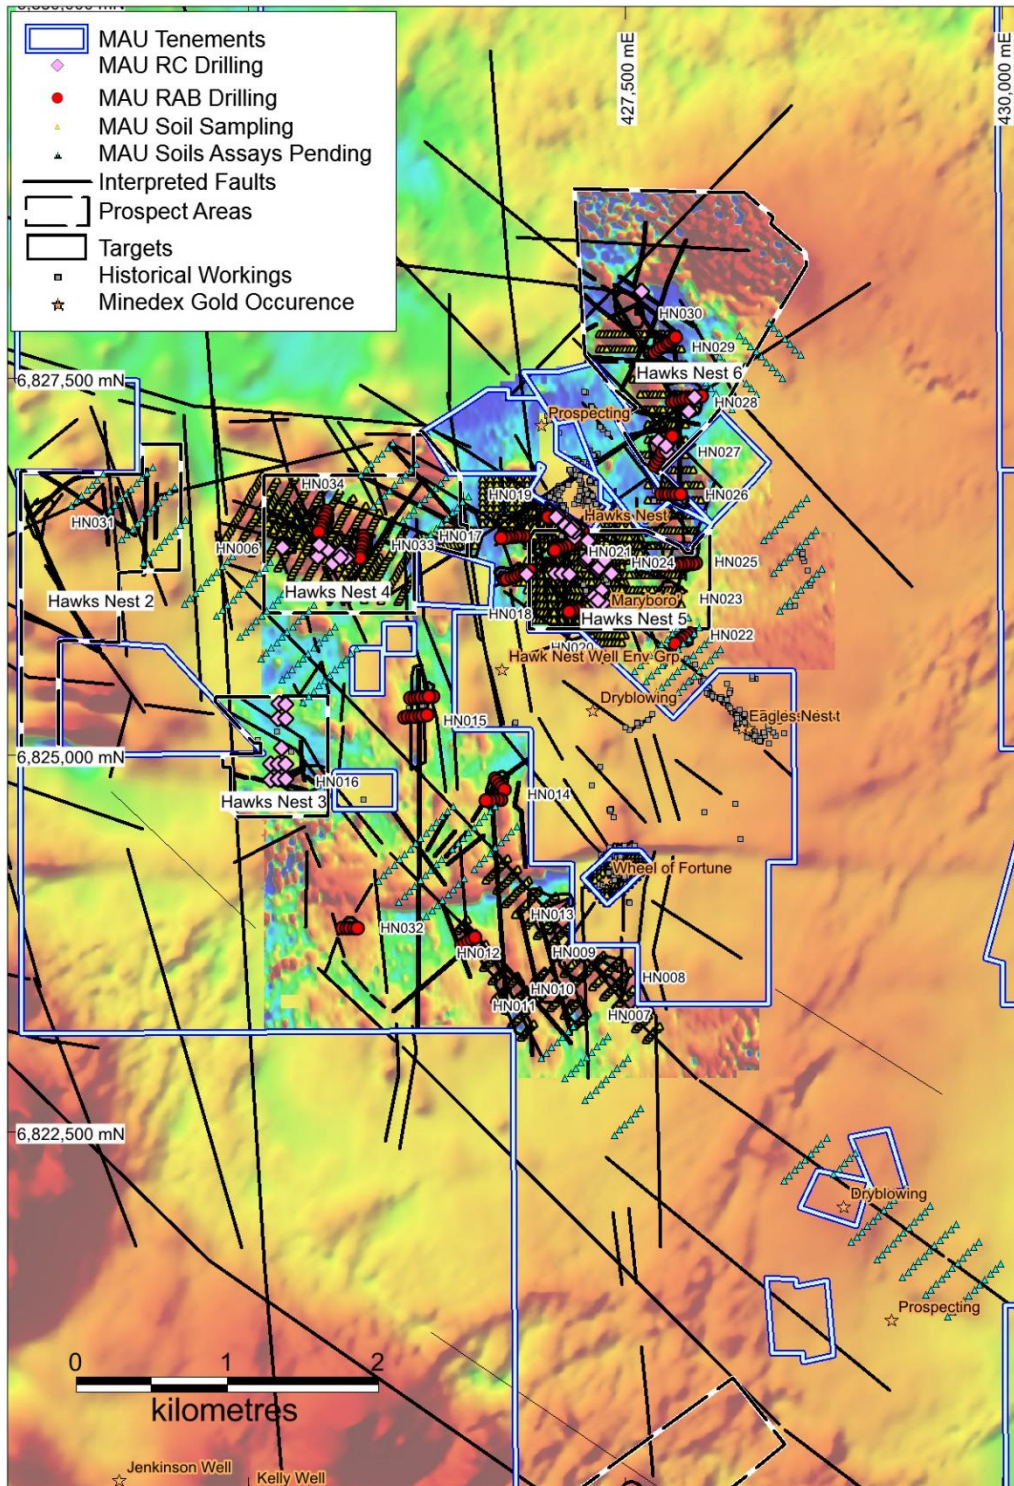 MAU Tenements
MAU RC Drilling
MAU RAB Drilling
MAU Soil Sampling
MAU Soils Assays Pending
Interpreted Faults
Prospect Areas
Targets
Historical Workings
Minedex Gold Occurence
427,500 mE
430,000 mE
HN030
HN029
Hawks Nest 6
6,827,500 mN
HN028
Prospecting
HN027
HN034
HN019
HN026
HN031
Hawks Nest
HN017
HN006
HN033
HN021
HN024
HN025
Hawks Nest 2
Hawks Nest 4
Maryboro'
HN023
HN018
Hawks Nest 5
HN022
HN020
Hawk Nest Well Env Grp
Dryblowing
HN015
Eagles Nest t
6,825,000 mN
HN016
Hawks Nest 3
HN014
Wheel of Fortune
HN013
HN032
HN012
HN009
HN008
HN010
HN011
HN007
6,822,500 mN
Dryblowing
Prospecting
0 1 2
kilometres
Jenkinson Well
Kelly Well